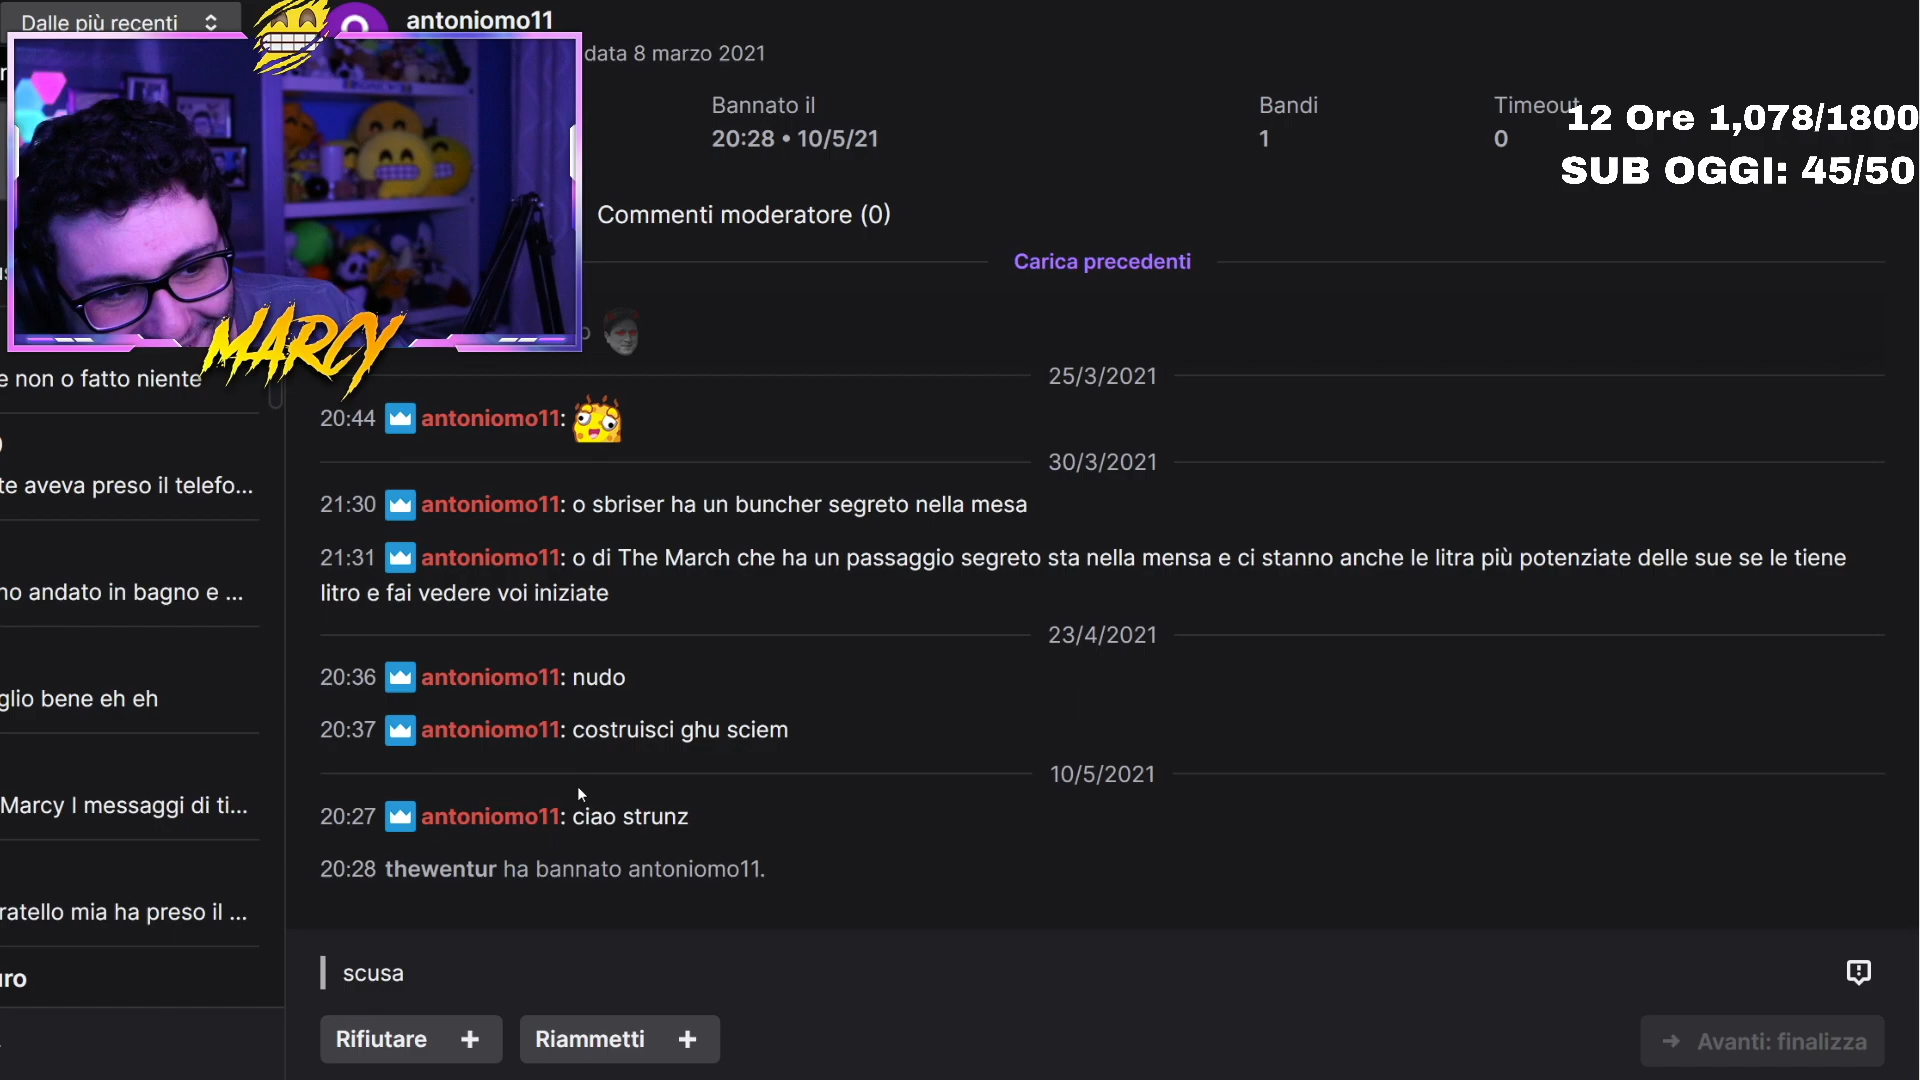 Dalle più recenti
antoniomo11
data 8 marzo 2021
Bannato il
20:28 • 10/5/21
Bandi
1
Timeout
0
12 Ore 1,078/1800
SUB OGGI: 45/50
Commenti moderatore (0)
Carica precedenti
MARCY
e non o fatto niente
te aveva preso il telefo...
no andato in bagno e ...
glio bene eh eh
Marcy I messaggi di ti...
ratello mia ha preso il ...
uro
25/3/2021
20:44 antoniomo11:
30/3/2021
21:30 antoniomo11: o sbriser ha un buncher segreto nella mesa
21:31 antoniomo11: o di The March che ha un passaggio segreto sta nella mensa e ci stanno anche le litra più potenziate delle sue se le tiene
litro e fai vedere voi iniziate
23/4/2021
20:36 antoniomo11: nudo
20:37 antoniomo11: costruisci ghu sciem
10/5/2021
20:27 antoniomo11: ciao strunz
20:28 thewentur ha bannato antoniomo11.
scusa
Rifiutare +
Riammetti +
Avanti: finalizza